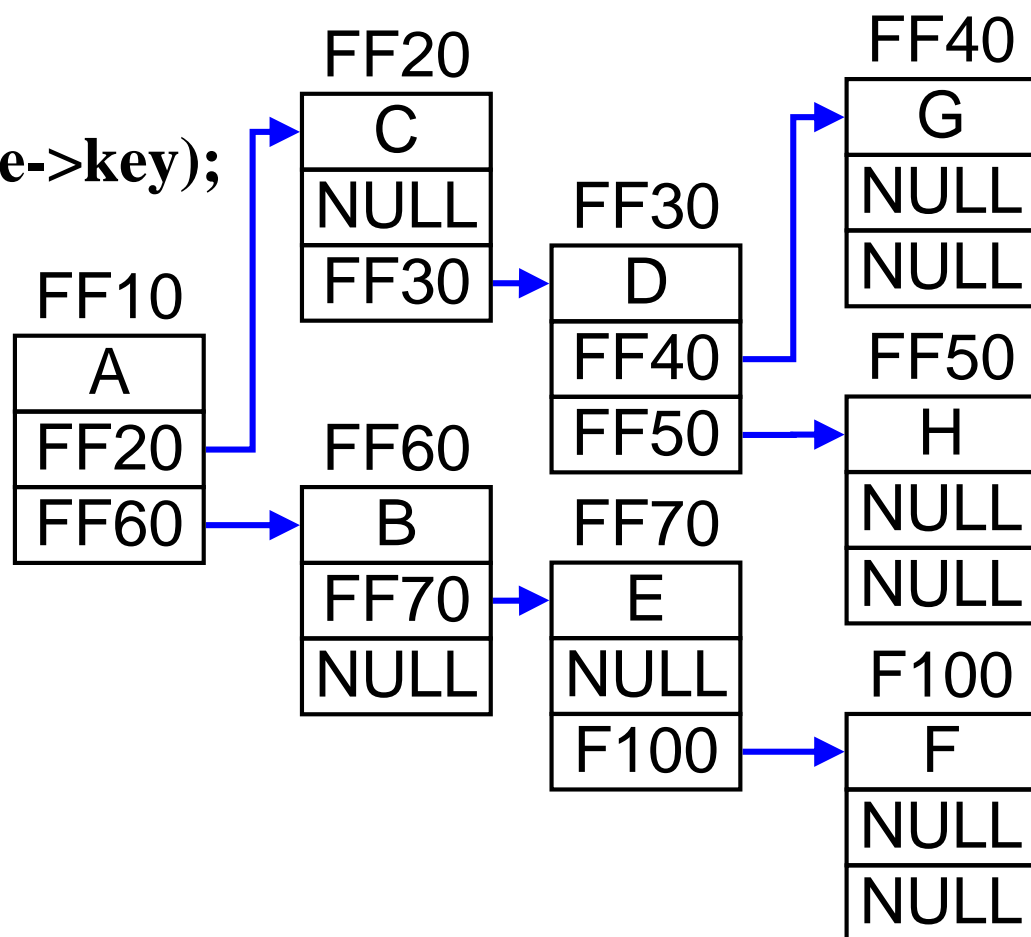 e->key);
FF10
A
FF20
FF60
FF20
C
NULL
FF30
FF60
B
FF70
NULL
FF30
D
FF40
FF50
FF70
E
NULL
F100
FF40
G
NULL
NULL
FF50
H
NULL
NULL
F100
F
NULL
NULL